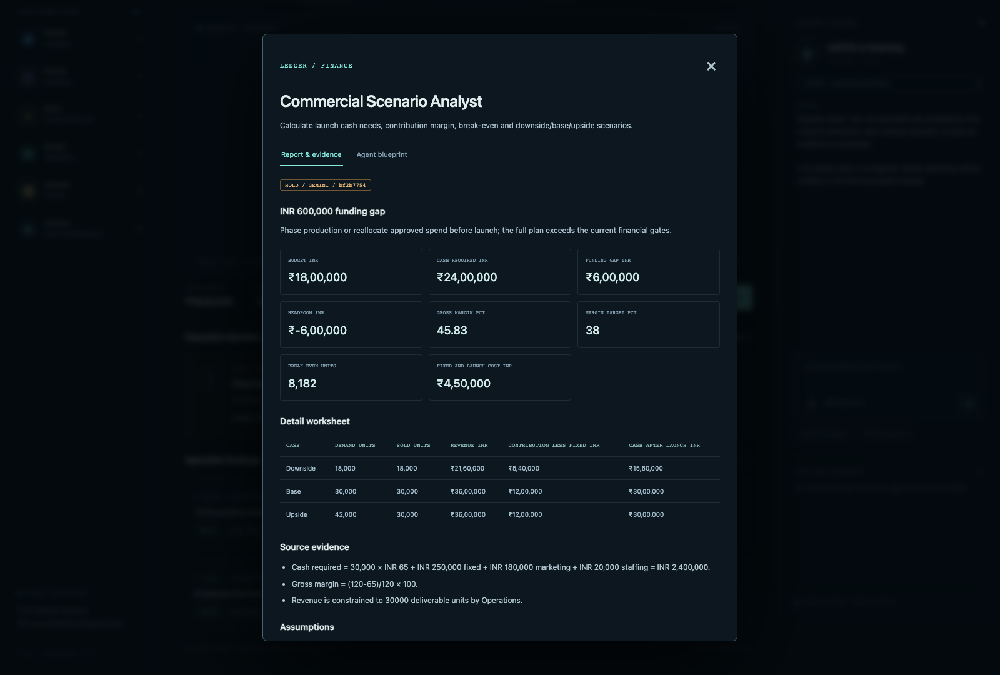 LEDGER / FINANCE
Commercial Scenario Analyst
Calculate launch cash needs, contribution margin, break-even and downside/base/upside scenarios.
Report & evidence Agent blueprint
HOLD / GEMINI / bf2b7754
INR 600,000 funding gap
Phase production or reallocate approved spend before launch; the full plan exceeds the current financial gates.
BUDGET INR CASH REQUIRED INR FUNDING GAP INR
₹18,00,000 ₹24,00,000 ₹6,00,000
HEADROOM INR GROSS MARGIN PCT MARGIN TARGET PCT
₹-6,00,000 45.83 38
BREAK EVEN UNITS FIXED AND LAUNCH COST INR
8,182 ₹4,50,000
Detail worksheet
CASE DEMAND UNITS SOLD UNITS REVENUE INR CONTRIBUTION LESS FIXED INR CASH AFTER LAUNCH INR
Downside 18,000 18,000 ₹21,60,000 ₹5,40,000 ₹15,60,000
Base 30,000 30,000 ₹36,00,000 ₹12,00,000 ₹30,00,000
Upside 42,000 30,000 ₹36,00,000 ₹12,00,000 ₹30,00,000
Source evidence
• Cash required = 30,000 × INR 65 + INR 250,000 fixed + INR 180,000 marketing + INR 20,000 staffing = INR 2,400,000.
• Gross margin = (120-65)/120 × 100.
• Revenue is constrained to 30000 deliverable units by Operations.
Assumptions